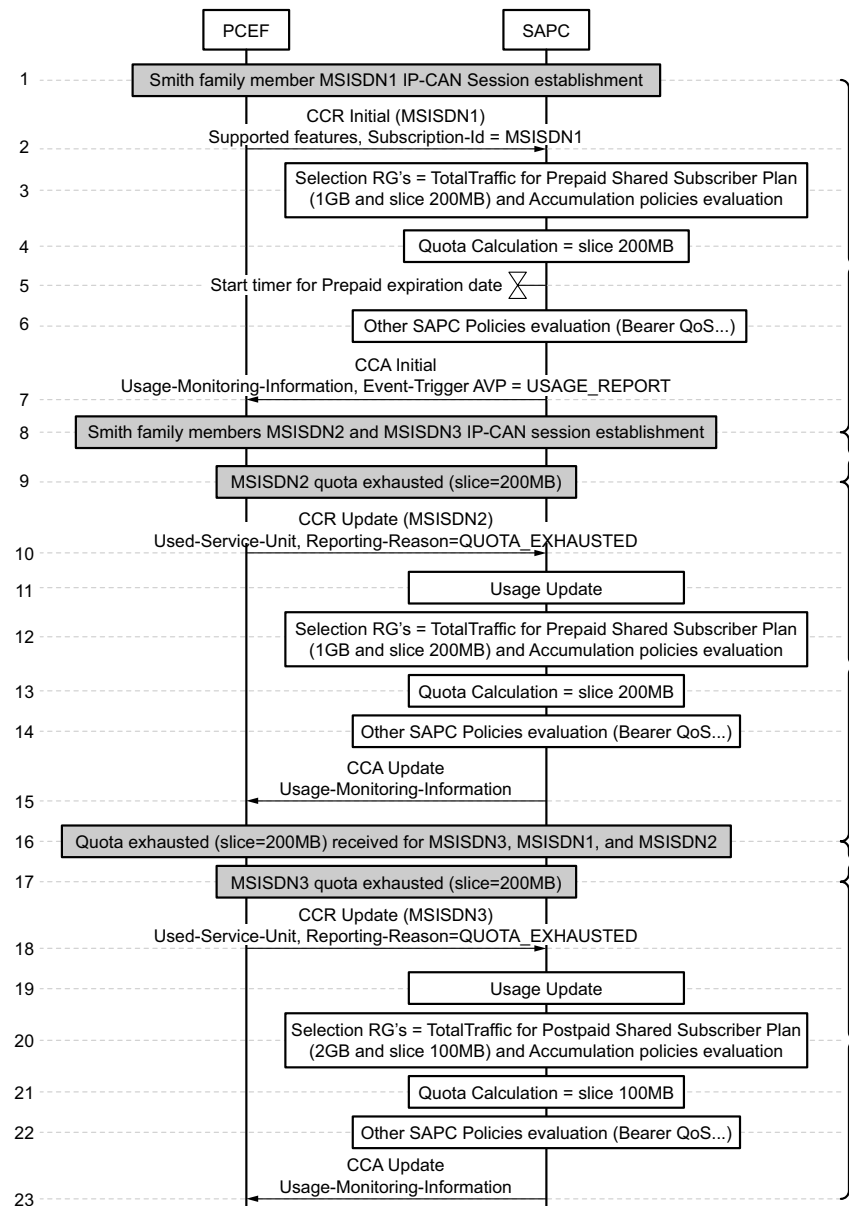 PCEF
SAPC
1
Smith family member MSISDN1 IP-CAN Session establishment
CCR Initial (MSISDN1)
2
Supported features, Subscription-Id = MSISDN1
3
Selection RG's = TotalTraffic for Prepaid Shared Subscriber Plan
(1GB and slice 200MB) and Accumulation policies evaluation
4
Quota Calculation = slice 200MB
5
Start timer for Prepaid expiration date
6
Other SAPC Policies evaluation (Bearer QoS...)
CCA Initial
Usage-Monitoring-Information, Event-Trigger AVP = USAGE_REPORT
7
8
Smith family members MSISDN2 and MSISDN3 IP-CAN session establishment
9
MSISDN2 quota exhausted (slice=200MB)
CCR Update (MSISDN2)
Used-Service-Unit, Reporting-Reason=QUOTA_EXHAUSTED
10
11
Usage Update
12
Selection RG's = TotalTraffic for Prepaid Shared Subscriber Plan
(1GB and slice 200MB) and Accumulation policies evaluation
13
Quota Calculation = slice 200MB
14
Other SAPC Policies evaluation (Bearer QoS...)
CCA Update
Usage-Monitoring-Information
15
16
Quota exhausted (slice=200MB) received for MSISDN3, MSISDN1, and MSISDN2
17
MSISDN3 quota exhausted (slice=200MB)
CCR Update (MSISDN3)
Used-Service-Unit, Reporting-Reason=QUOTA_EXHAUSTED
18
19
Usage Update
20
Selection RG's = TotalTraffic for Postpaid Shared Subscriber Plan
(2GB and slice 100MB) and Accumulation policies evaluation
21
Quota Calculation = slice 100MB
22
Other SAPC Policies evaluation (Bearer QoS...)
CCA Update
Usage-Monitoring-Information
23